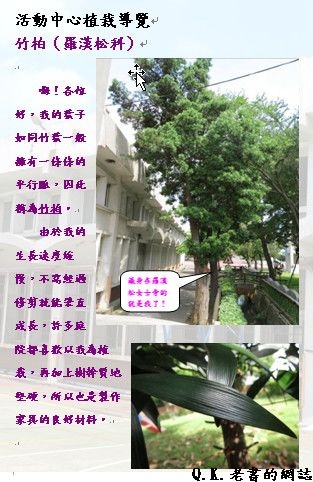 活動中心植栽導覽
竹柏（羅漢松科）
嗨！各位
好，我的葉子
如同竹葉一般
擁有一條條的
平行脈，因此
稱為竹柏。
由於我的
生長速度緩
慢，不需經過
修剪就能筆直
成長，許多庭
院都喜歡以我為植
栽，再加上樹幹質地
堅硬，所以也是製作
家具的良好材料。
藏身在羅漢
松女士旁的
就是我了！
Q.K.老書的網誌